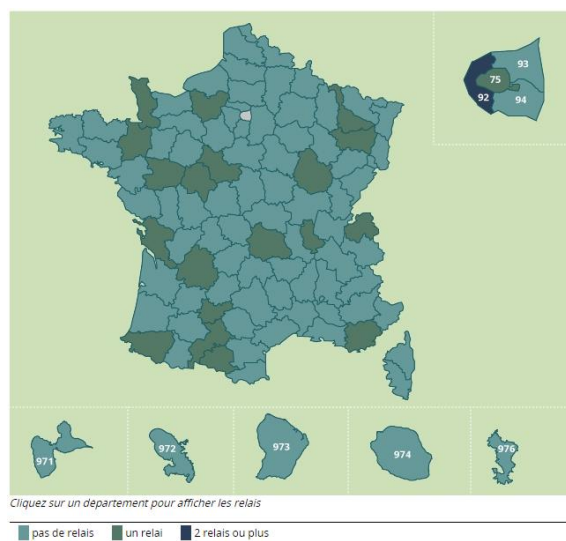 93
75
92
94
971
972
973
974
976
Cliquez sur un département pour afficher les relais
pas de relais
un relai
2 relais ou plus